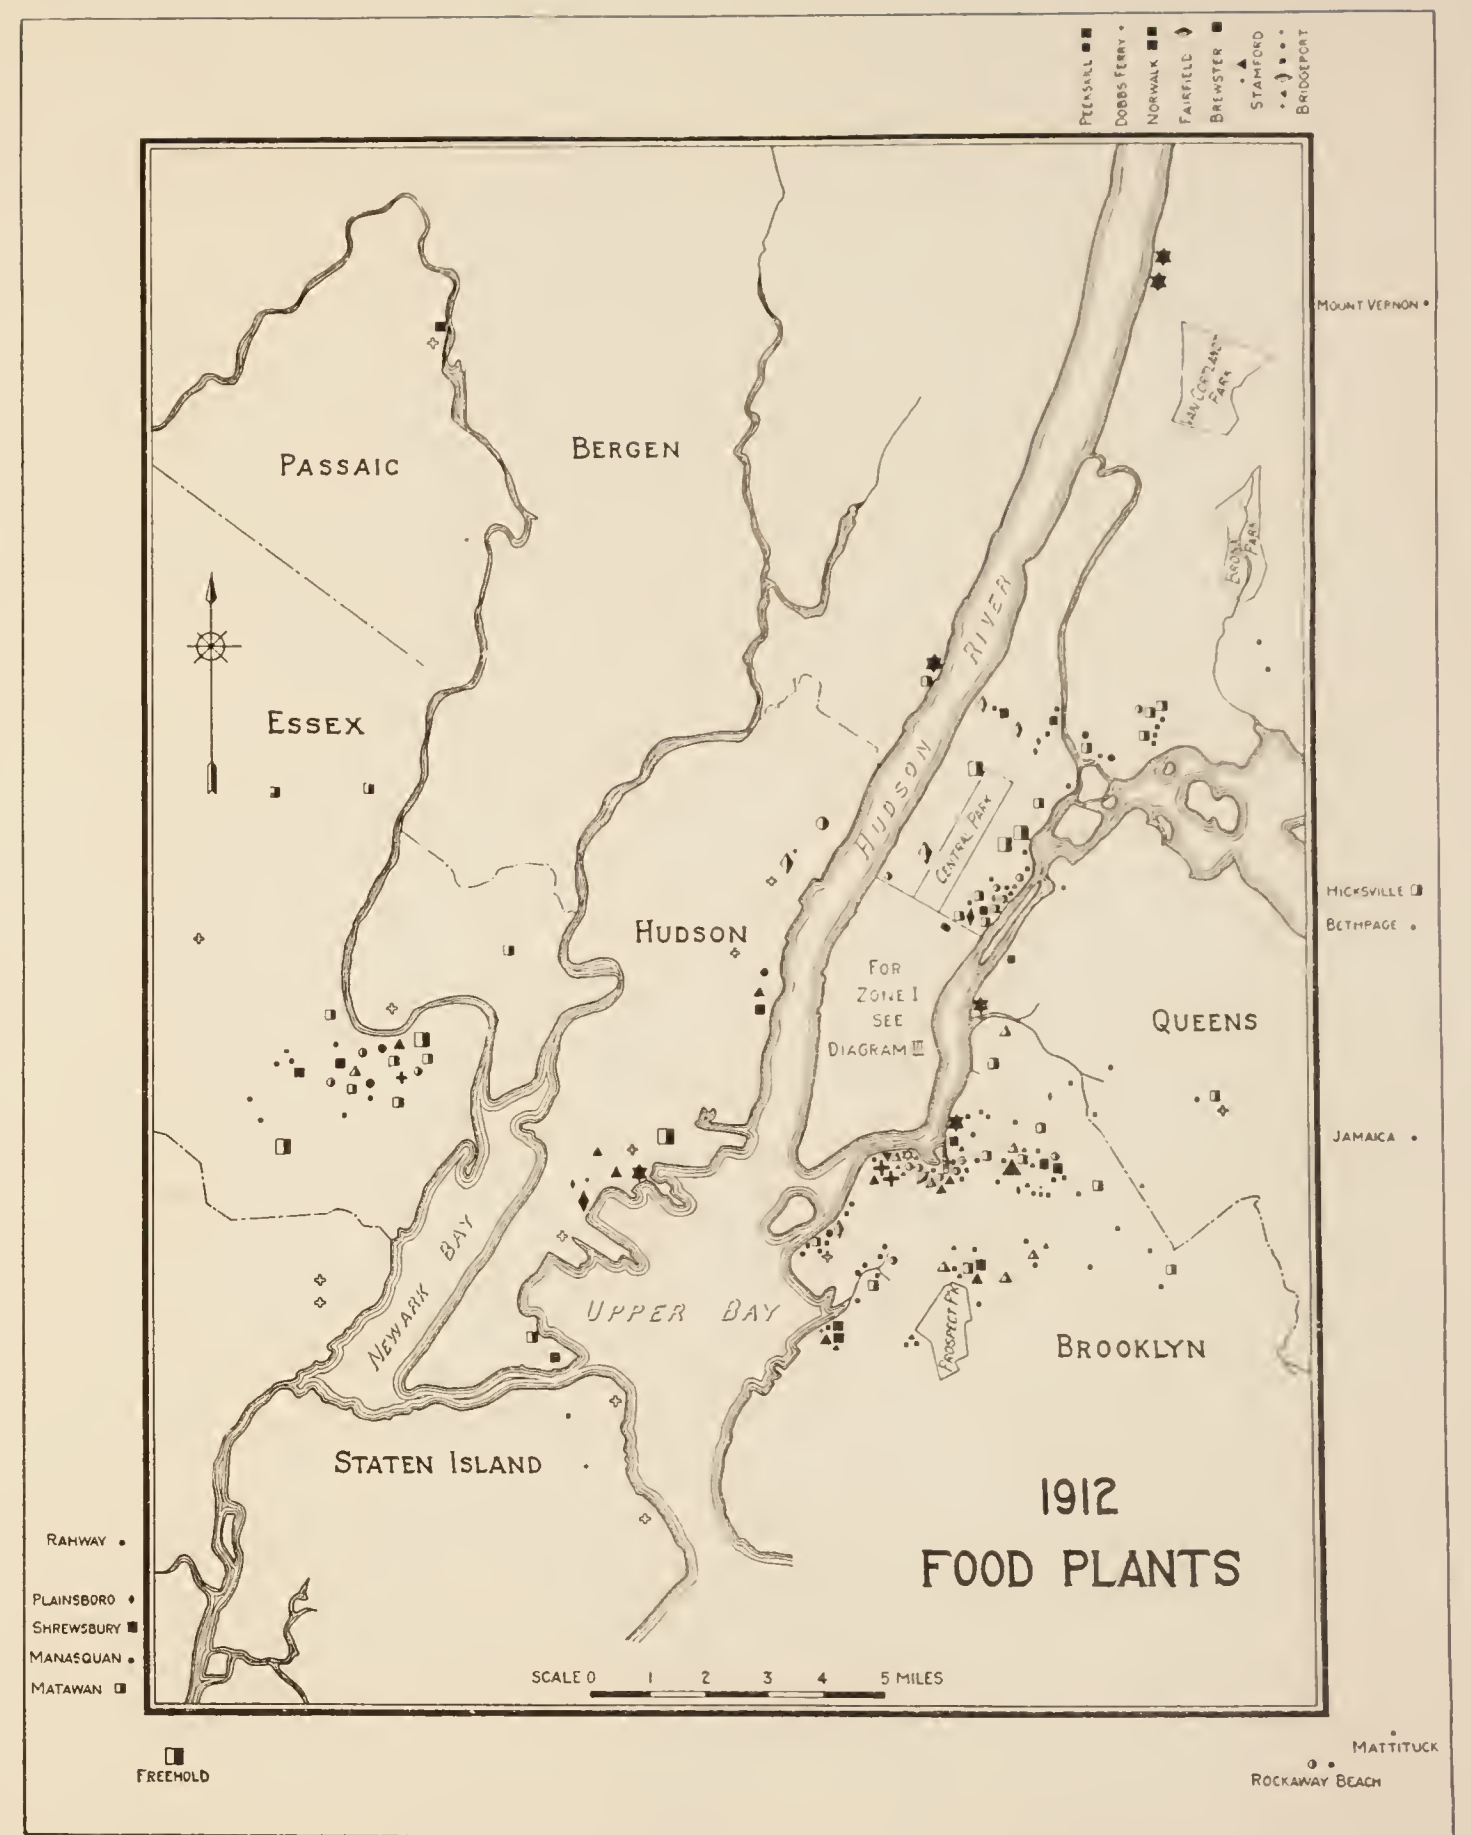 PEEKSKILL
DOBBS FERRY
NORWALK
FAIRFIELD
BREWSTER
STAMFORD
BRIDGEPORT
MOUNT VERNON
VAN CORTLANDT
PARK
PASSAIC
BERGEN
BRONX
PARK
HUDSON RIVER
ESSEX
CENTRAL PARK
HICKSVILLE
BETHPAGE
HUDSON
FOR
ZONE I
SEE
DIAGRAM III
QUEENS
JAMAICA
NEWARK BAY
UPPER BAY
PROSPECT PK
BROOKLYN
STATEN ISLAND
1912
FOOD PLANTS
RAHWAY
PLAINSBORO
SHREWSBURY
MANASQUAN
MATAWAN
SCALE 0 1 2 3 4 5 MILES
FREEHOLD
MATTITUCK
ROCKAWAY BEACH